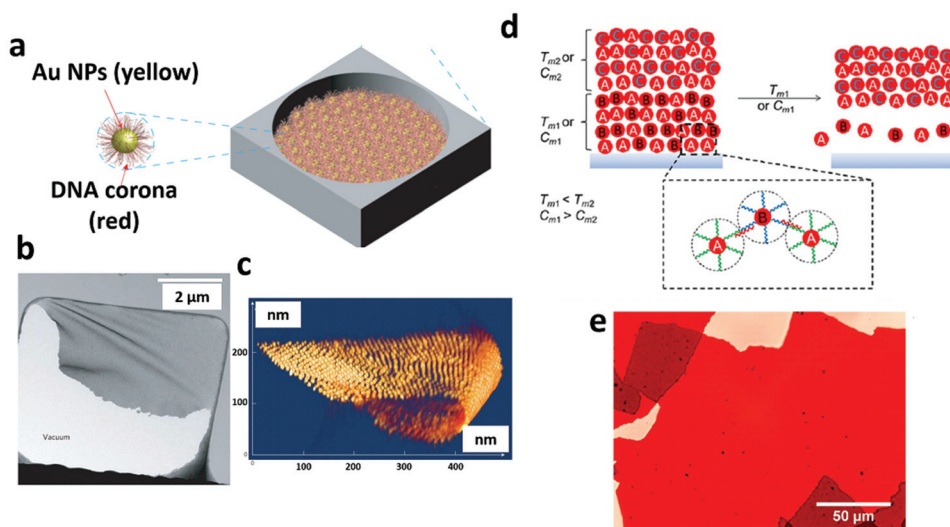 a
Au NPs (yellow)
DNA corona
(red)
b
2 μm
Vacuum
c
nm
200
100
0
0
100
200
300
400
nm
d
Tm2 or
Cm2
Tm1 or
Cm1
C A C A C A C
A C A C C A
C C A C A C C
A C A C A C
B A B B A B B
A B A A B A
B B A B B A B B
A A A A A A
Tm1
or Cm1
B A B A B
A
Tm1 < Tm2
Cm1 > Cm2
B
A
A
e
50 μm